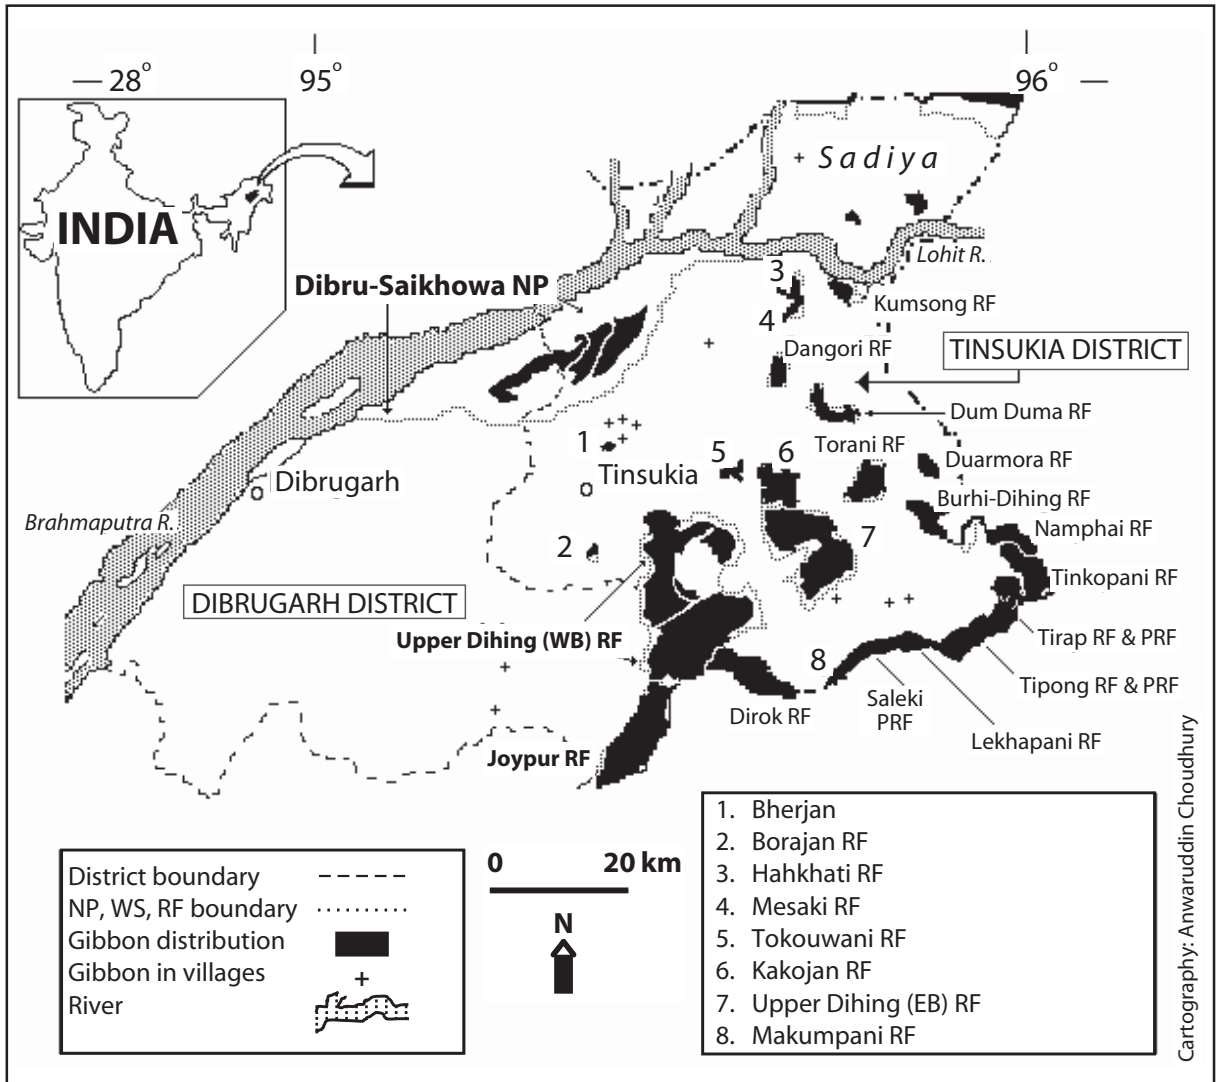 28°
95°
96°
Sadiya
INDIA
Lohit R.
Dibru-Saikhowa NP
3
Kumsong RF
4
Dangori RF
TINSUKIA DISTRICT
Dum Duma RF
1
Torani RF
5
6
Tinsukia
Duarmora RF
Dibrugarh
Burhi-Dihing RF
Brahmaputra R.
Namphai RF
2
7
Tinkopani RF
DIBRUGARH DISTRICT
Upper Dihing (WB) RF
Tirap RF & PRF
8
Tipong RF & PRF
Saleki
PRF
Dirok RF
Lekhapani RF
Joypur RF
Cartography: Anwaruddin Choudhury
District boundary
NP, WS, RF boundary
Gibbon distribution
Gibbon in villages
River
0 20 km
N
1. Bherjan
2. Borajan RF
3. Hahkhati RF
4. Mesaki RF
5. Tokouwani RF
6. Kakojan RF
7. Upper Dihing (EB) RF
8. Makumpani RF